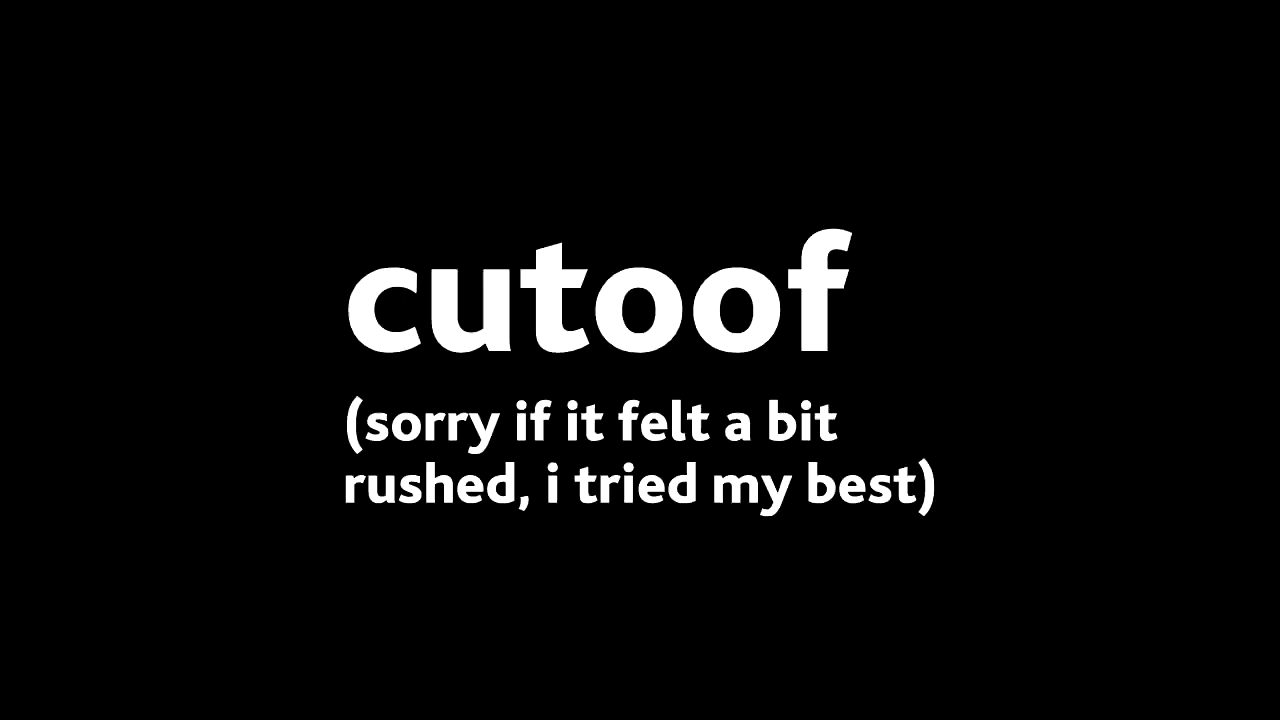 cutoof
(sorry if it felt a bit
rushed, i tried my best)